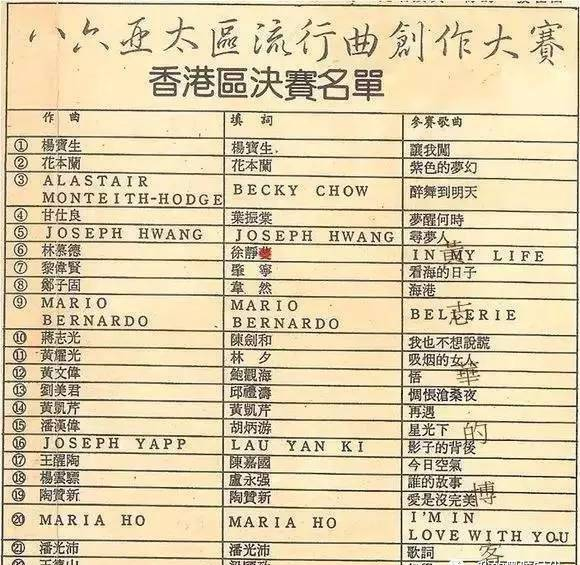 八六亞太區流行曲創作大賽
香港區決賽名單
作曲 填詞 參賽歌曲
① 楊寶生 楊寶生 讓我闖
② 花本蘭 花本蘭 紫色的夢幻
③ ALASTAIR MONTEITH-HODGE BECKY CHOW 醉舞到明天
④ 甘仕良 葉振棠 夢醒何時
⑤ JOSEPH HWANG JOSEPH HWANG 尋夢人
⑥ 林慕德 徐靜 IN MY LIFE
⑦ 黎偉賢 肇寧 看海的日子
⑧ 鄭子固 韋然 海港
⑨ MARIO BERNARDO MARIO BERNARDO BELLERIE
⑩ 蔣志光 陳劍和 我也不想說謊
⑪ 黃耀光 林夕 吸烟的女人
⑫ 黃文偉 鮑觀海 悟
⑬ 劉美君 邱禮濤 惆悵滄桑夜
⑭ 黃凱芹 黃凱芹 再遇
⑮ 潘漢偉 胡炳游 星光下
⑯ JOSEPH YAPP LAU YAN KI 影子的背後
⑰ 王醒陶 陳嘉國 今日空氣
⑱ 楊雲驃 盧永强 誰的故事
⑲ 陶贊新 陶贊新 愛是沒完美
⑳ MARIA HO MARIA HO I'M IN LOVE WITH YOU
㉑ 潘光沛 潘光沛 歌詞
黃志華的博客